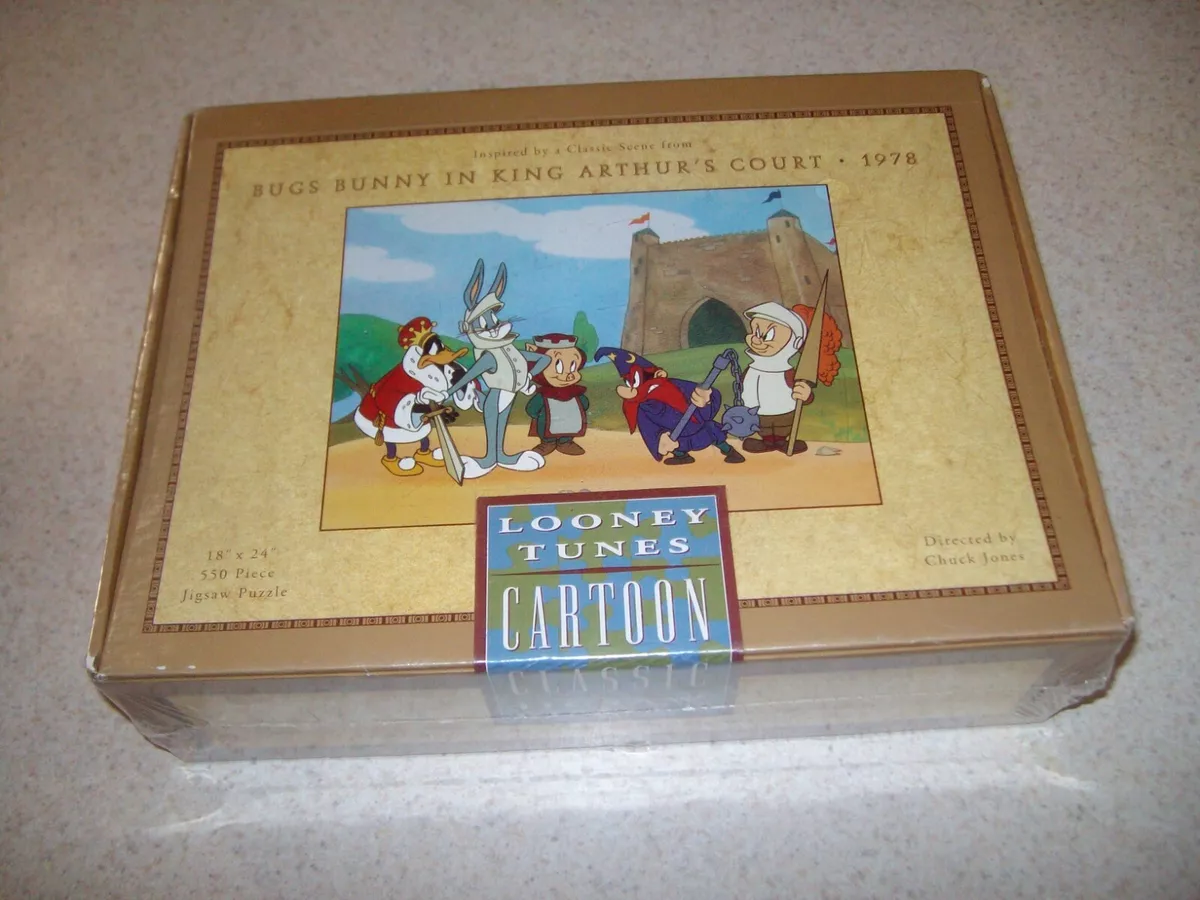 Inspired by a Classic Scene from
BUGS BUNNY IN KING ARTHUR'S COURT • 1978
18" x 24"
550 Piece
Jigsaw Puzzle
Directed by
Chuck Jones
LOONEY
TUNES
CARTOON
CLASSIC